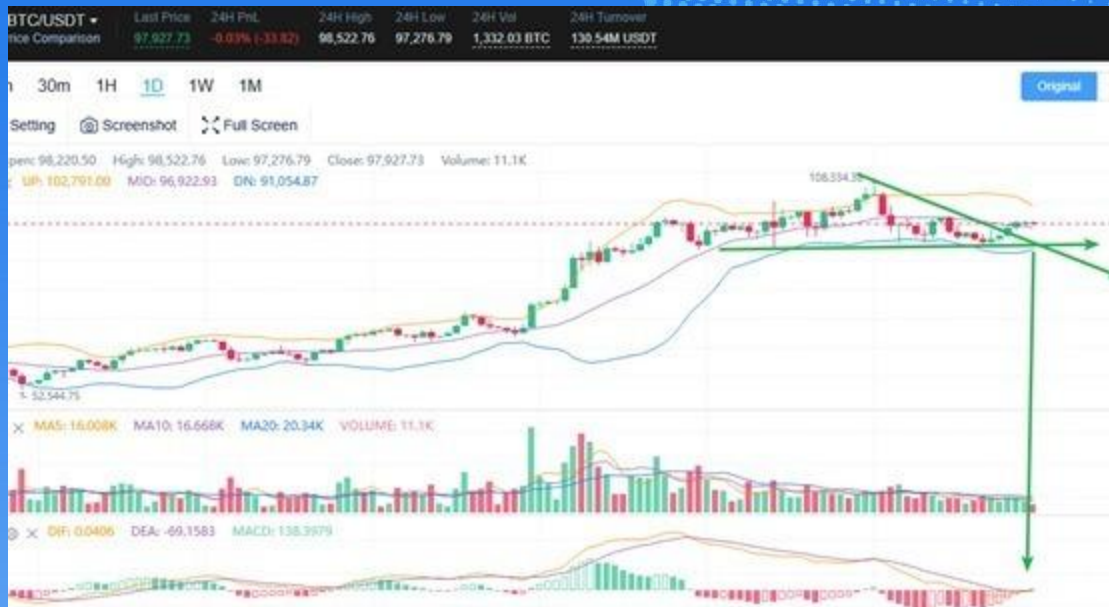 BTC/USDT
Last Price
24H PnL
24H High
24H Low
24H Vol
24H Turnover
rice Comparison
97,927.73
-0.03% (-33.82)
98,522.76
97,276.79
1,332.03 BTC
130.54M USDT
30m 1H 1D 1W 1M
Original
Setting
Screenshot
Full Screen
pen: 98,220.50 High: 98,522.76 Low: 97,276.79 Close: 97,927.73 Volume: 11.1K
UP: 102,791.00 MID: 96,922.93 DN: 91,054.87
52,544.75
MA5: 16.008K MA10: 16.668K MA20: 20.34K VOLUME: 11.1K
DIF: 0.0406 DEA: -69.1583 MACD: 138.3979